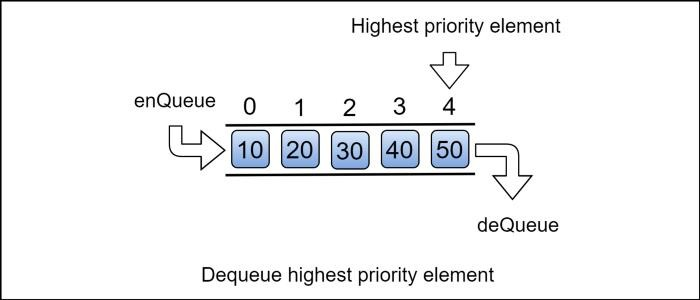 Highest priority element
enQueue
0 1 2 3 4
10 20 30 40 50
deQueue
Dequeue highest priority element